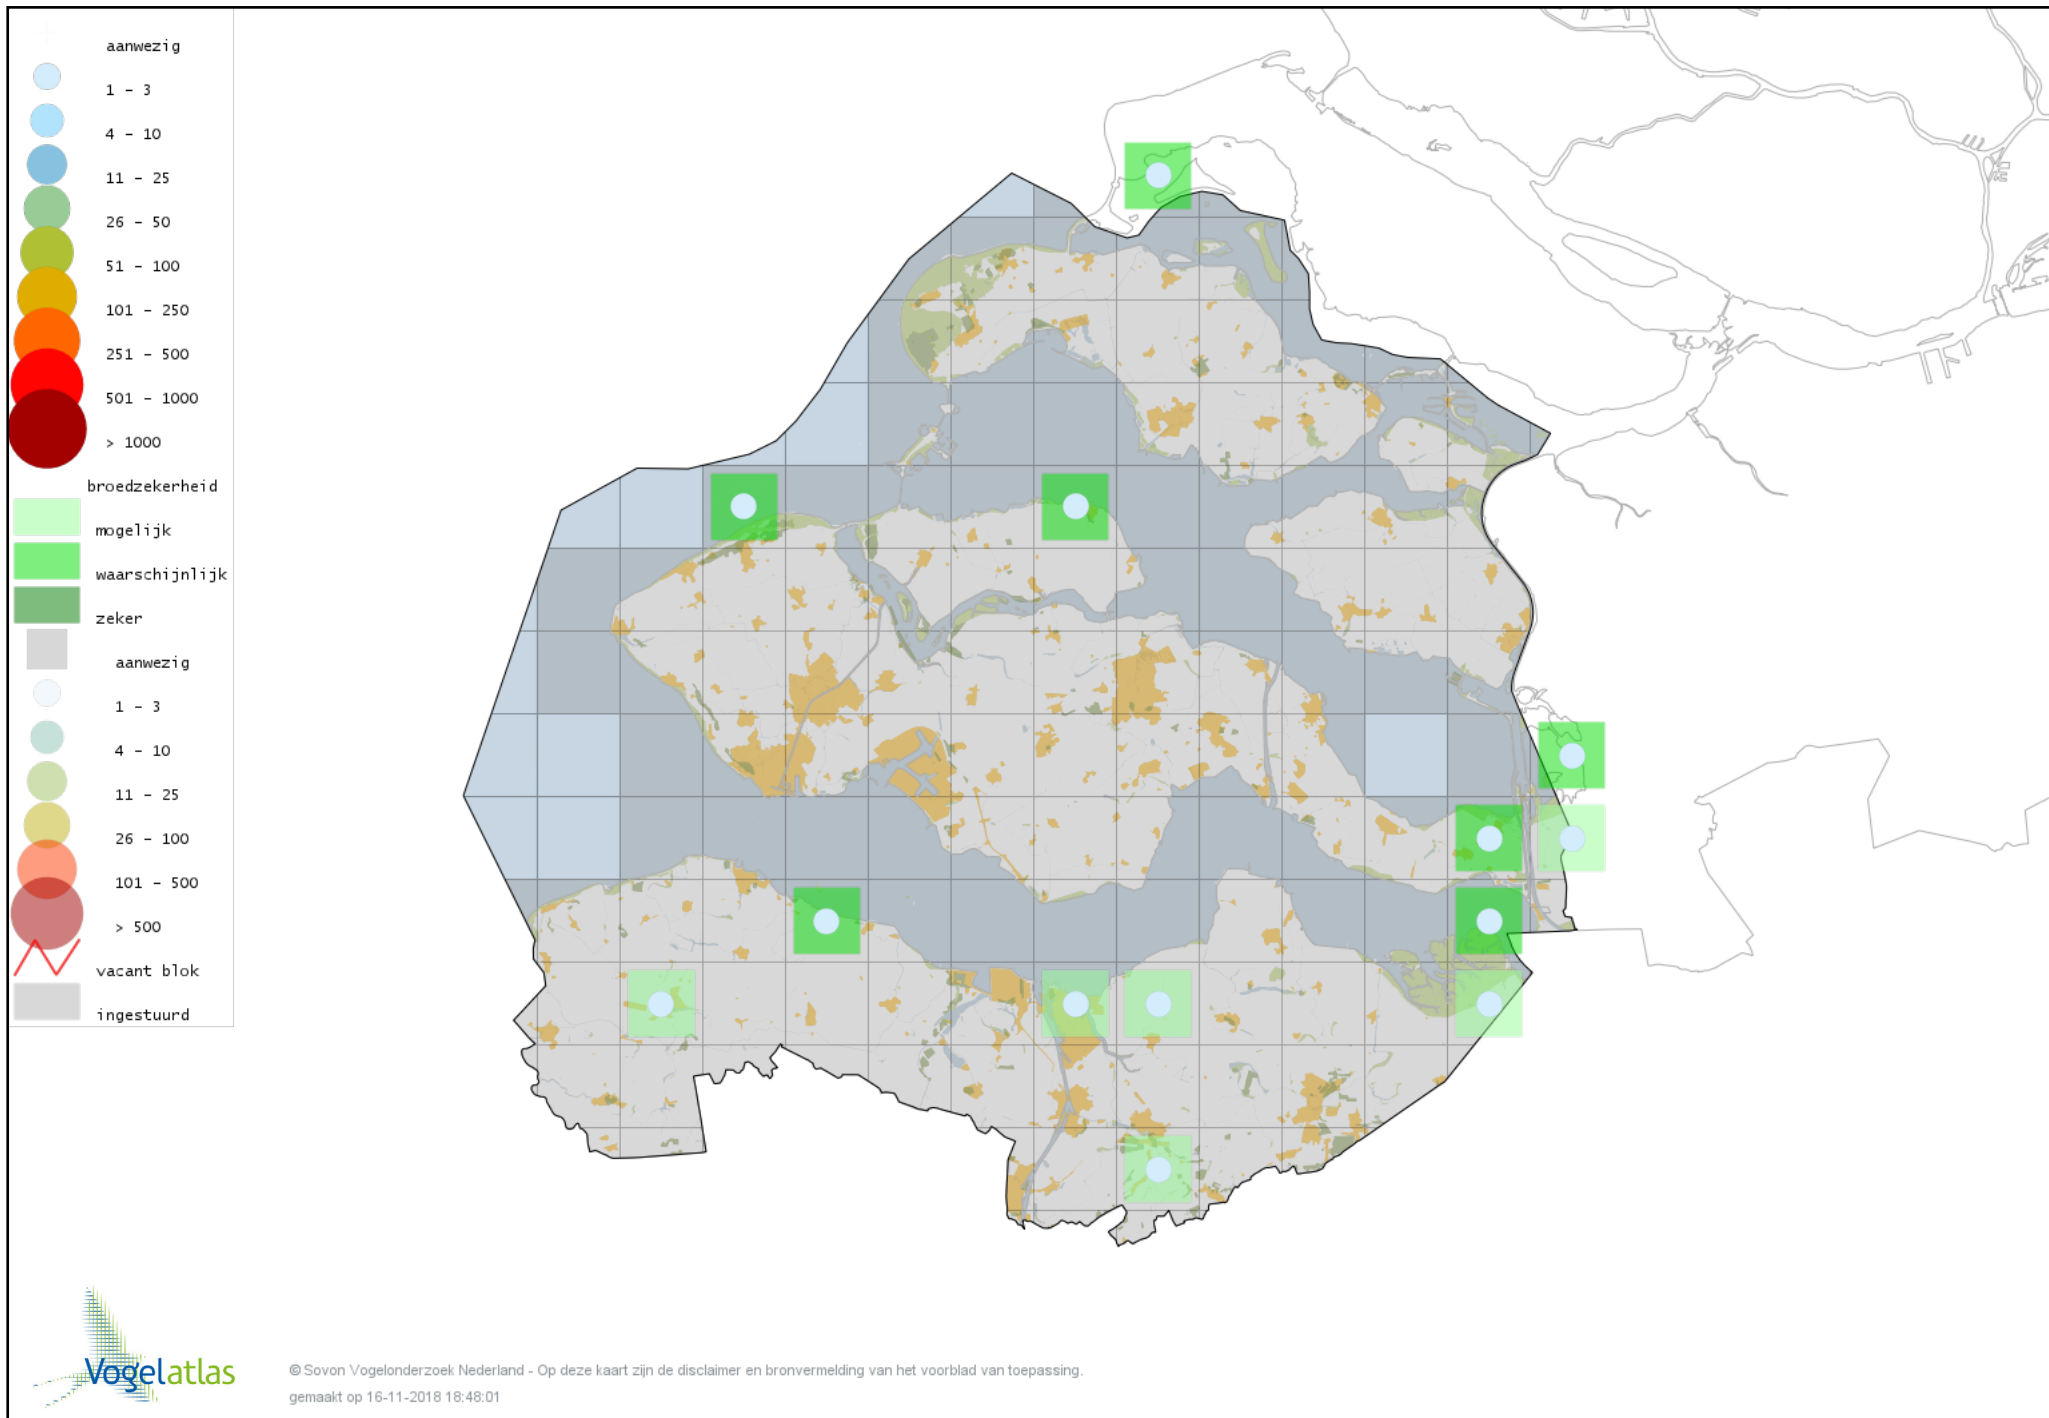 aanwezig
1 - 3
4 - 10
11 - 25
26 - 50
51 - 100
101 - 250
251 - 500
501 - 1000
> 1000
broedzekerheid
mogelijk
waarschijnlijk
zeker
aanwezig
1 - 3
4 - 10
11 - 25
26 - 100
101 - 500
> 500
vacant blok
ingestuurd
Vogelatlas
© Sovon Vogelonderzoek Nederland - Op deze kaart zijn de disclaimer en bronvermelding van het voorblad van toepassing.
gemaakt op 16-11-2018 18:48:01